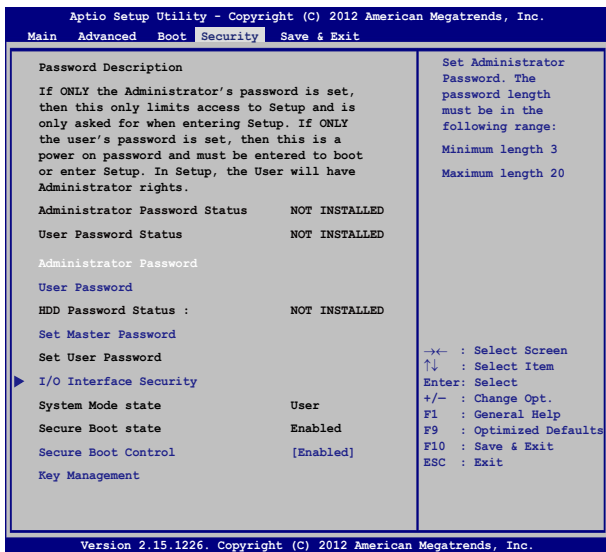 Aptio Setup Utility - Copyright (C) 2012 American Megatrends, Inc.
Main Advanced Boot Security Save & Exit
Password Description
If ONLY the Administrator's password is set,
then this only limits access to Setup and is
only asked for when entering Setup. If ONLY
the user's password is set, then this is a
power on password and must be entered to boot
or enter Setup. In Setup, the User will have
Administrator rights.
Administrator Password Status NOT INSTALLED
User Password Status NOT INSTALLED
Administrator Password
User Password
HDD Password Status : NOT INSTALLED
Set Master Password
Set User Password
I/O Interface Security
System Mode state User
Secure Boot state Enabled
Secure Boot Control [Enabled]
Key Management
Set Administrator
Password. The
password length
must be in the
following range:
Minimum length 3
Maximum length 20
→← : Select Screen
↑↓ : Select Item
Enter: Select
+/— : Change Opt.
F1 : General Help
F9 : Optimized Defaults
F10 : Save & Exit
ESC : Exit
Version 2.15.1226. Copyright (C) 2012 American Megatrends, Inc.